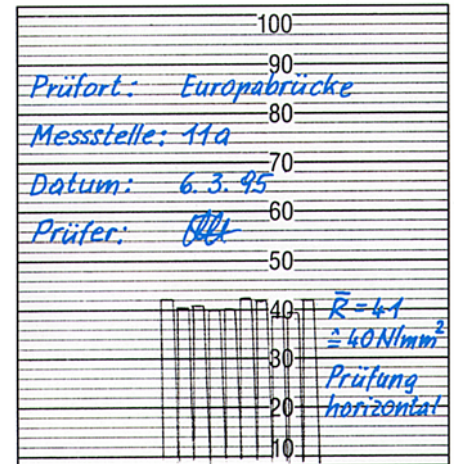 100
90
Prüfort: Europabrücke
80
Messstelle: 11a
70
Datum: 6. 3. 95
60
Prüfer:
50
40
R̄ = 41
≙ 40 N/mm²
30
Prüfung
20
horizontal
10